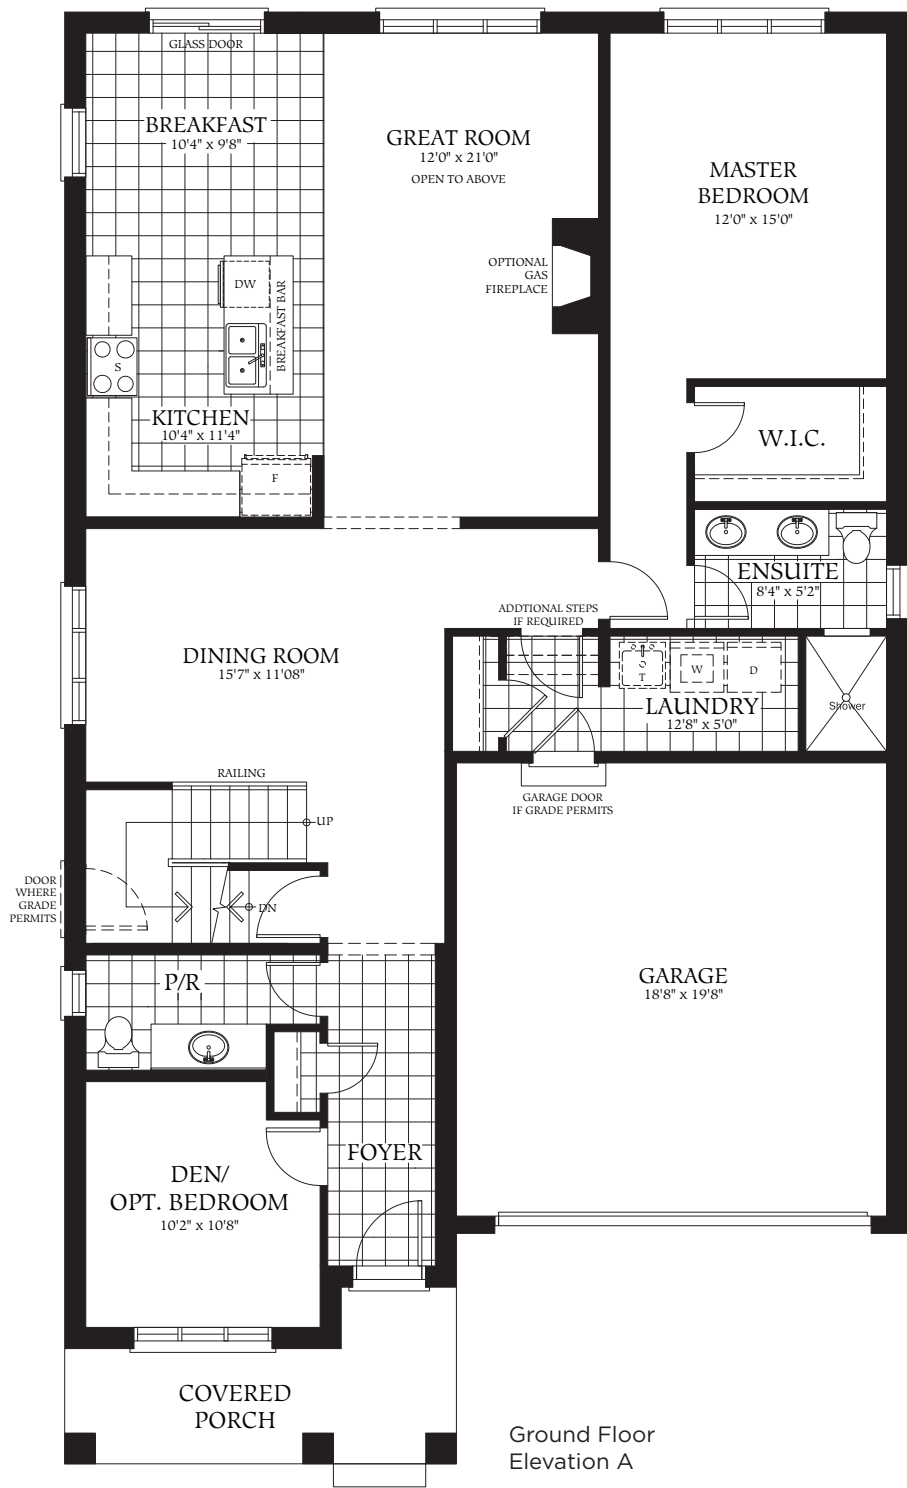 GLASS DOOR
BREAKFAST
10'4" x 9'8"
GREAT ROOM
12'0" x 21'0"
OPEN TO ABOVE
MASTER
BEDROOM
12'0" x 15'0"
OPTIONAL
GAS
FIREPLACE
DW
BREAKFAST BAR
S
KITCHEN
10'4" x 11'4"
F
W.I.C.
ENSUITE
8'4" x 5'2"
ADDTIONAL STEPS
IF REQUIRED
DINING ROOM
15'7" x 11'08"
S
T
W
D
LAUNDRY
12'8" x 5'0"
Shower
RAILING
GARAGE DOOR
IF GRADE PERMITS
UP
DOOR
WHERE
GRADE
PERMITS
DN
P/R
GARAGE
18'8" x 19'8"
FOYER
DEN/
OPT. BEDROOM
10'2" x 10'8"
COVERED
PORCH
Ground Floor
Elevation A